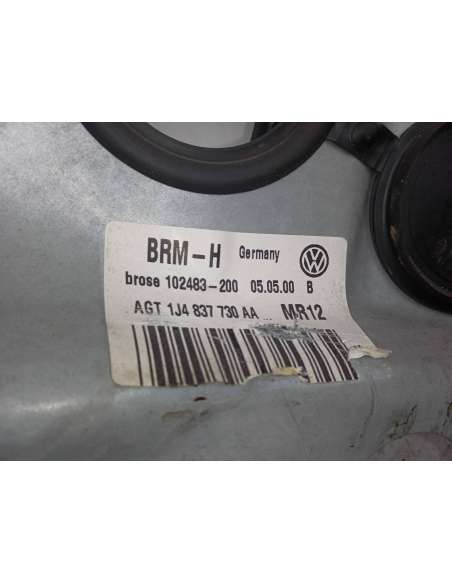 BRM-H Germany
brose 102483-200 05.05.00 B
AGT 1J4 837 730 AA ... MR12